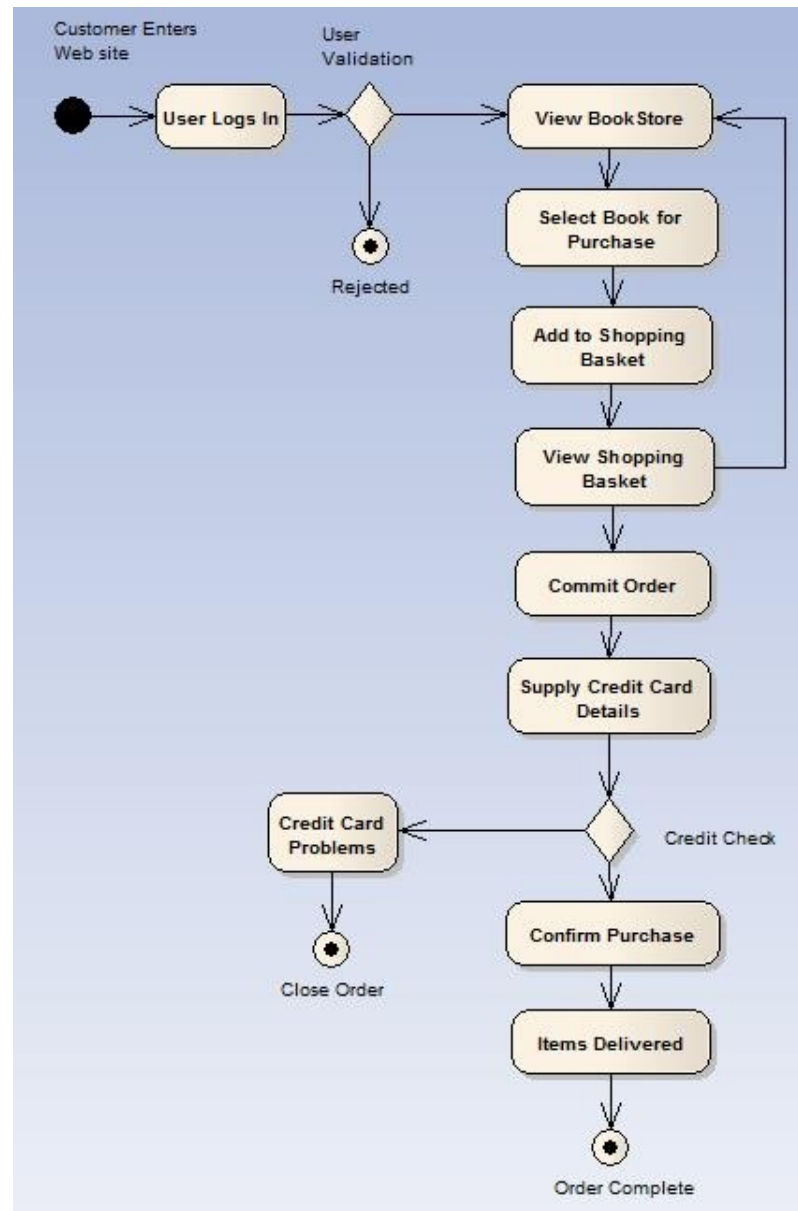 Customer Enters
Web site
User
Validation
User Logs In
View BookStore
Select Book for
Purchase
Rejected
Add to Shopping
Basket
View Shopping
Basket
Commit Order
Supply Credit Card
Details
Credit Card
Problems
Credit Check
Confirm Purchase
Close Order
Items Delivered
Order Complete